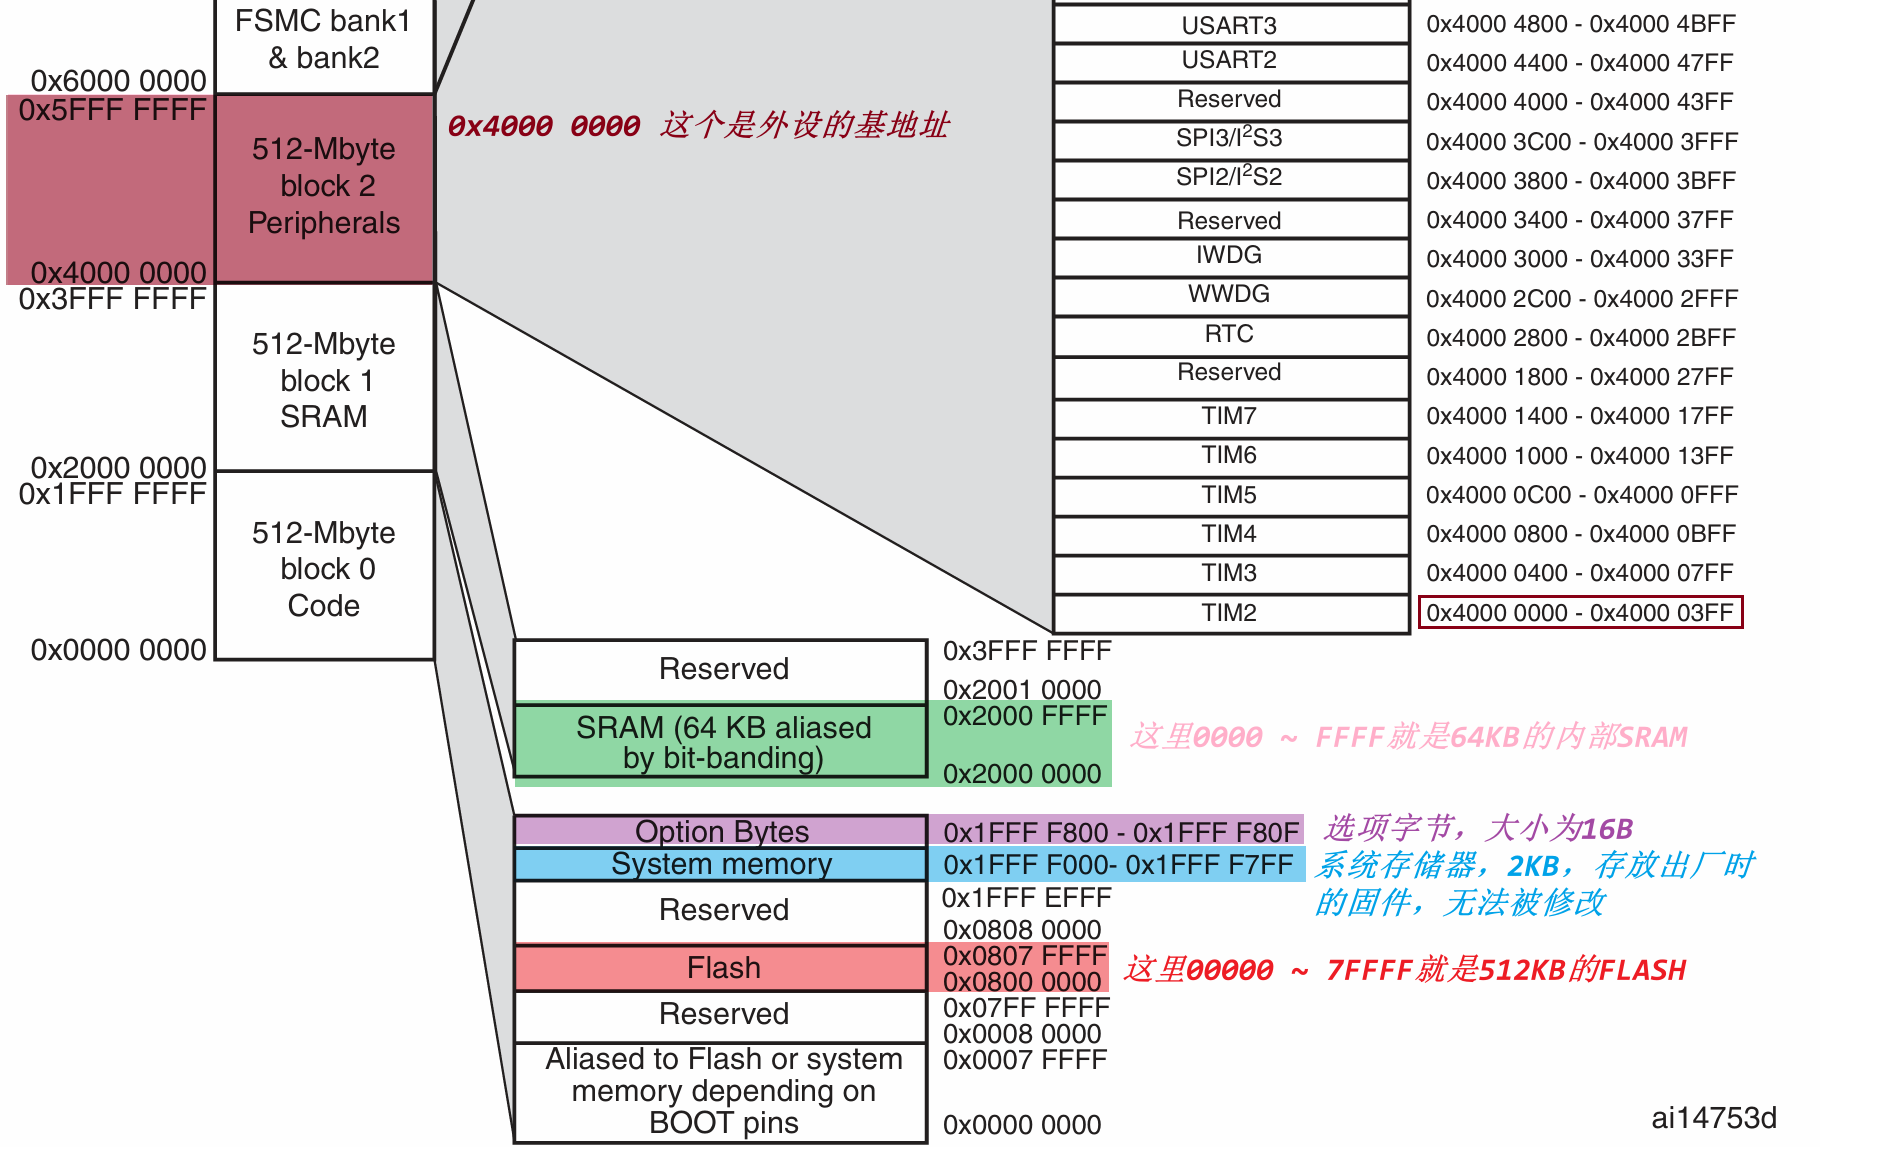 FSMC bank1
& bank2
0x6000 0000
0x5FFF FFFF
512-Mbyte
block 2
Peripherals
0x4000 0000
0x3FFF FFFF
512-Mbyte
block 1
SRAM
0x2000 0000
0x1FFF FFFF
512-Mbyte
block 0
Code
0x0000 0000
0x4000 0000 这个是外设的基地址
USART3 0x4000 4800 - 0x4000 4BFF
USART2 0x4000 4400 - 0x4000 47FF
Reserved 0x4000 4000 - 0x4000 43FF
SPI3/I²S3 0x4000 3C00 - 0x4000 3FFF
SPI2/I²S2 0x4000 3800 - 0x4000 3BFF
Reserved 0x4000 3400 - 0x4000 37FF
IWDG 0x4000 3000 - 0x4000 33FF
WWDG 0x4000 2C00 - 0x4000 2FFF
RTC 0x4000 2800 - 0x4000 2BFF
Reserved 0x4000 1800 - 0x4000 27FF
TIM7 0x4000 1400 - 0x4000 17FF
TIM6 0x4000 1000 - 0x4000 13FF
TIM5 0x4000 0C00 - 0x4000 0FFF
TIM4 0x4000 0800 - 0x4000 0BFF
TIM3 0x4000 0400 - 0x4000 07FF
TIM2 0x4000 0000 - 0x4000 03FF
Reserved
0x3FFF FFFF
0x2001 0000
SRAM (64 KB aliased
by bit-banding)
0x2000 FFFF
0x2000 0000
这里0000 ~ FFFF就是64KB的内部SRAM
Option Bytes 0x1FFF F800 - 0x1FFF F80F 选项字节，大小为16B
System memory 0x1FFF F000- 0x1FFF F7FF 系统存储器，2KB，存放出厂时
的固件，无法被修改
Reserved
0x1FFF EFFF
0x0808 0000
Flash
0x0807 FFFF
0x0800 0000
这里00000 ~ 7FFFF就是512KB的FLASH
Reserved
0x07FF FFFF
0x0008 0000
Aliased to Flash or system
memory depending on
BOOT pins
0x0007 FFFF
0x0000 0000
ai14753d